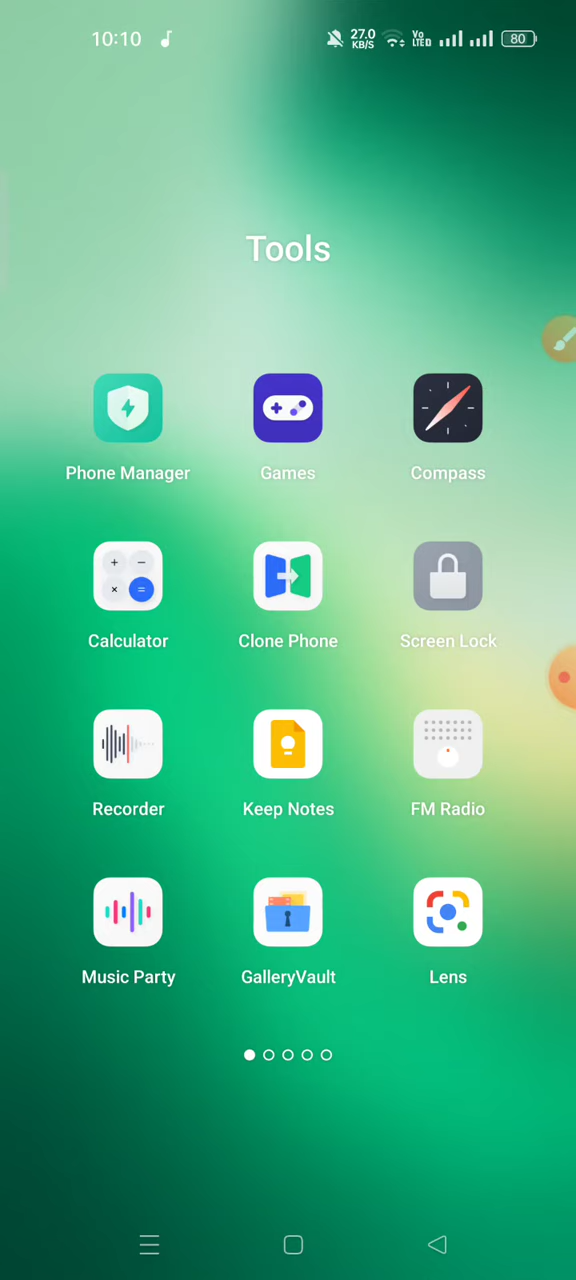 10:10 27.0 KB/S Vo LTED 80
Tools
Phone Manager Games Compass
Calculator Clone Phone Screen Lock
Recorder Keep Notes FM Radio
Music Party GalleryVault Lens